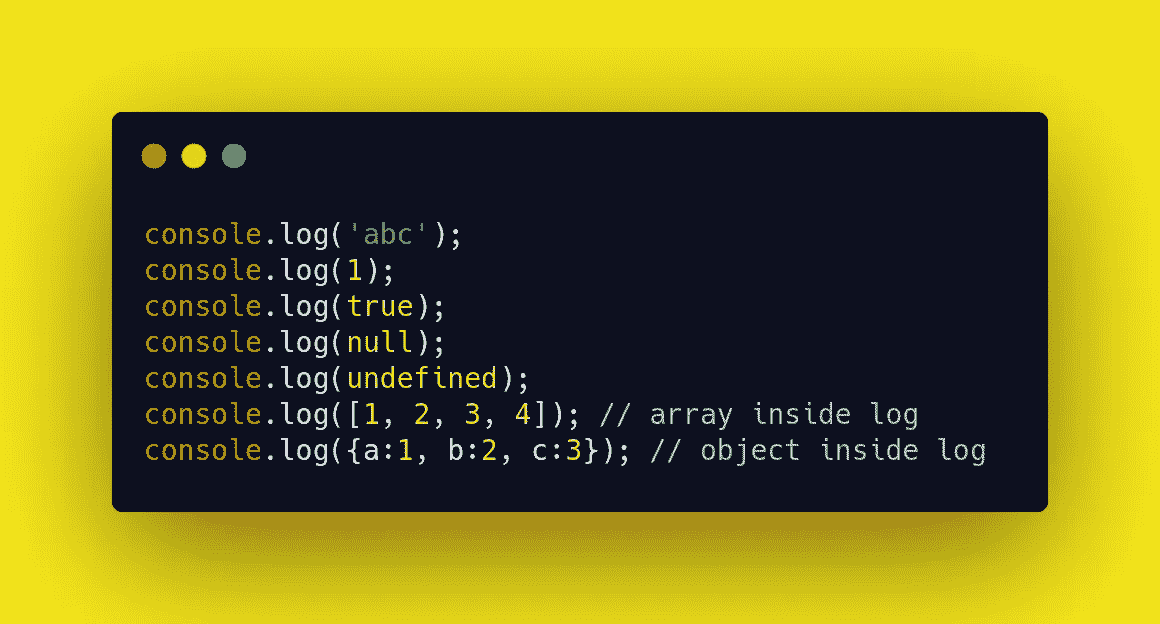 console.log('abc');
console.log(1);
console.log(true);
console.log(null);
console.log(undefined);
console.log([1, 2, 3, 4]); // array inside log
console.log({a:1, b:2, c:3}); // object inside log